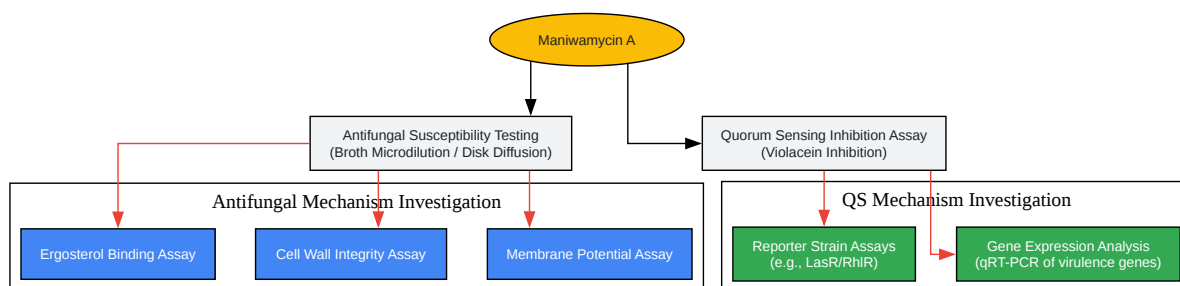 Maniwamycin A
Antifungal Susceptibility Testing
(Broth Microdilution / Disk Diffusion)
Quorum Sensing Inhibition Assay
(Violacein Inhibition)
Antifungal Mechanism Investigation
QS Mechanism Investigation
Ergosterol Binding Assay
Cell Wall Integrity Assay
Membrane Potential Assay
Reporter Strain Assays
(e.g., LasR/RhlR)
Gene Expression Analysis
(qRT-PCR of virulence genes)